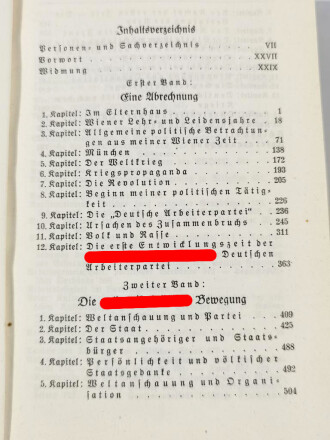 Inhaltsverzeichnis
Personen- und Sachverzeichnis . . . . . . . . VII
Vorwort . . . . . . . . . . . . . . . . . XXVII
Widmung . . . . . . . . . . . . . . . . . XXIX
Erster Band:
Eine Abrechnung
1. Kapitel: Im Elternhaus . . . . . . . . . . 1
2. Kapitel: Wiener Lehr- und Leidensjahre . . 18
3. Kapitel: Allgemeine politische Betrachtun-
gen aus meiner Wiener Zeit . . . . 71
4. Kapitel: München . . . . . . . . . . . . 138
5. Kapitel: Der Weltkrieg . . . . . . . . . . 172
6. Kapitel: Kriegspropaganda . . . . . . . . 193
7. Kapitel: Die Revolution . . . . . . . . . . 205
8. Kapitel: Beginn meiner politischen Tätig-
keit . . . . . . . . . . . . . . 226
9. Kapitel: Die „Deutsche Arbeiterpartei“ . . 236
10. Kapitel: Ursachen des Zusammenbruchs . . 245
11. Kapitel: Volk und Rasse . . . . . . . . . . 311
12. Kapitel: Die erste Entwicklungszeit der
Deutschen
Arbeiterpartei . . . . . . . . . . 363
Zweiter Band:
Die Bewegung
1. Kapitel: Weltanschauung und Partei . . . 409
2. Kapitel: Der Staat . . . . . . . . . . . . 425
3. Kapitel: Staatsangehöriger und Staats-
bürger . . . . . . . . . . . . . 488
4. Kapitel: Persönlichkeit und völkischer
Staatsgedanke . . . . . . . . . . 492
5. Kapitel: Weltanschauung und Organi-
sation . . . . . . . . . . . . . 504